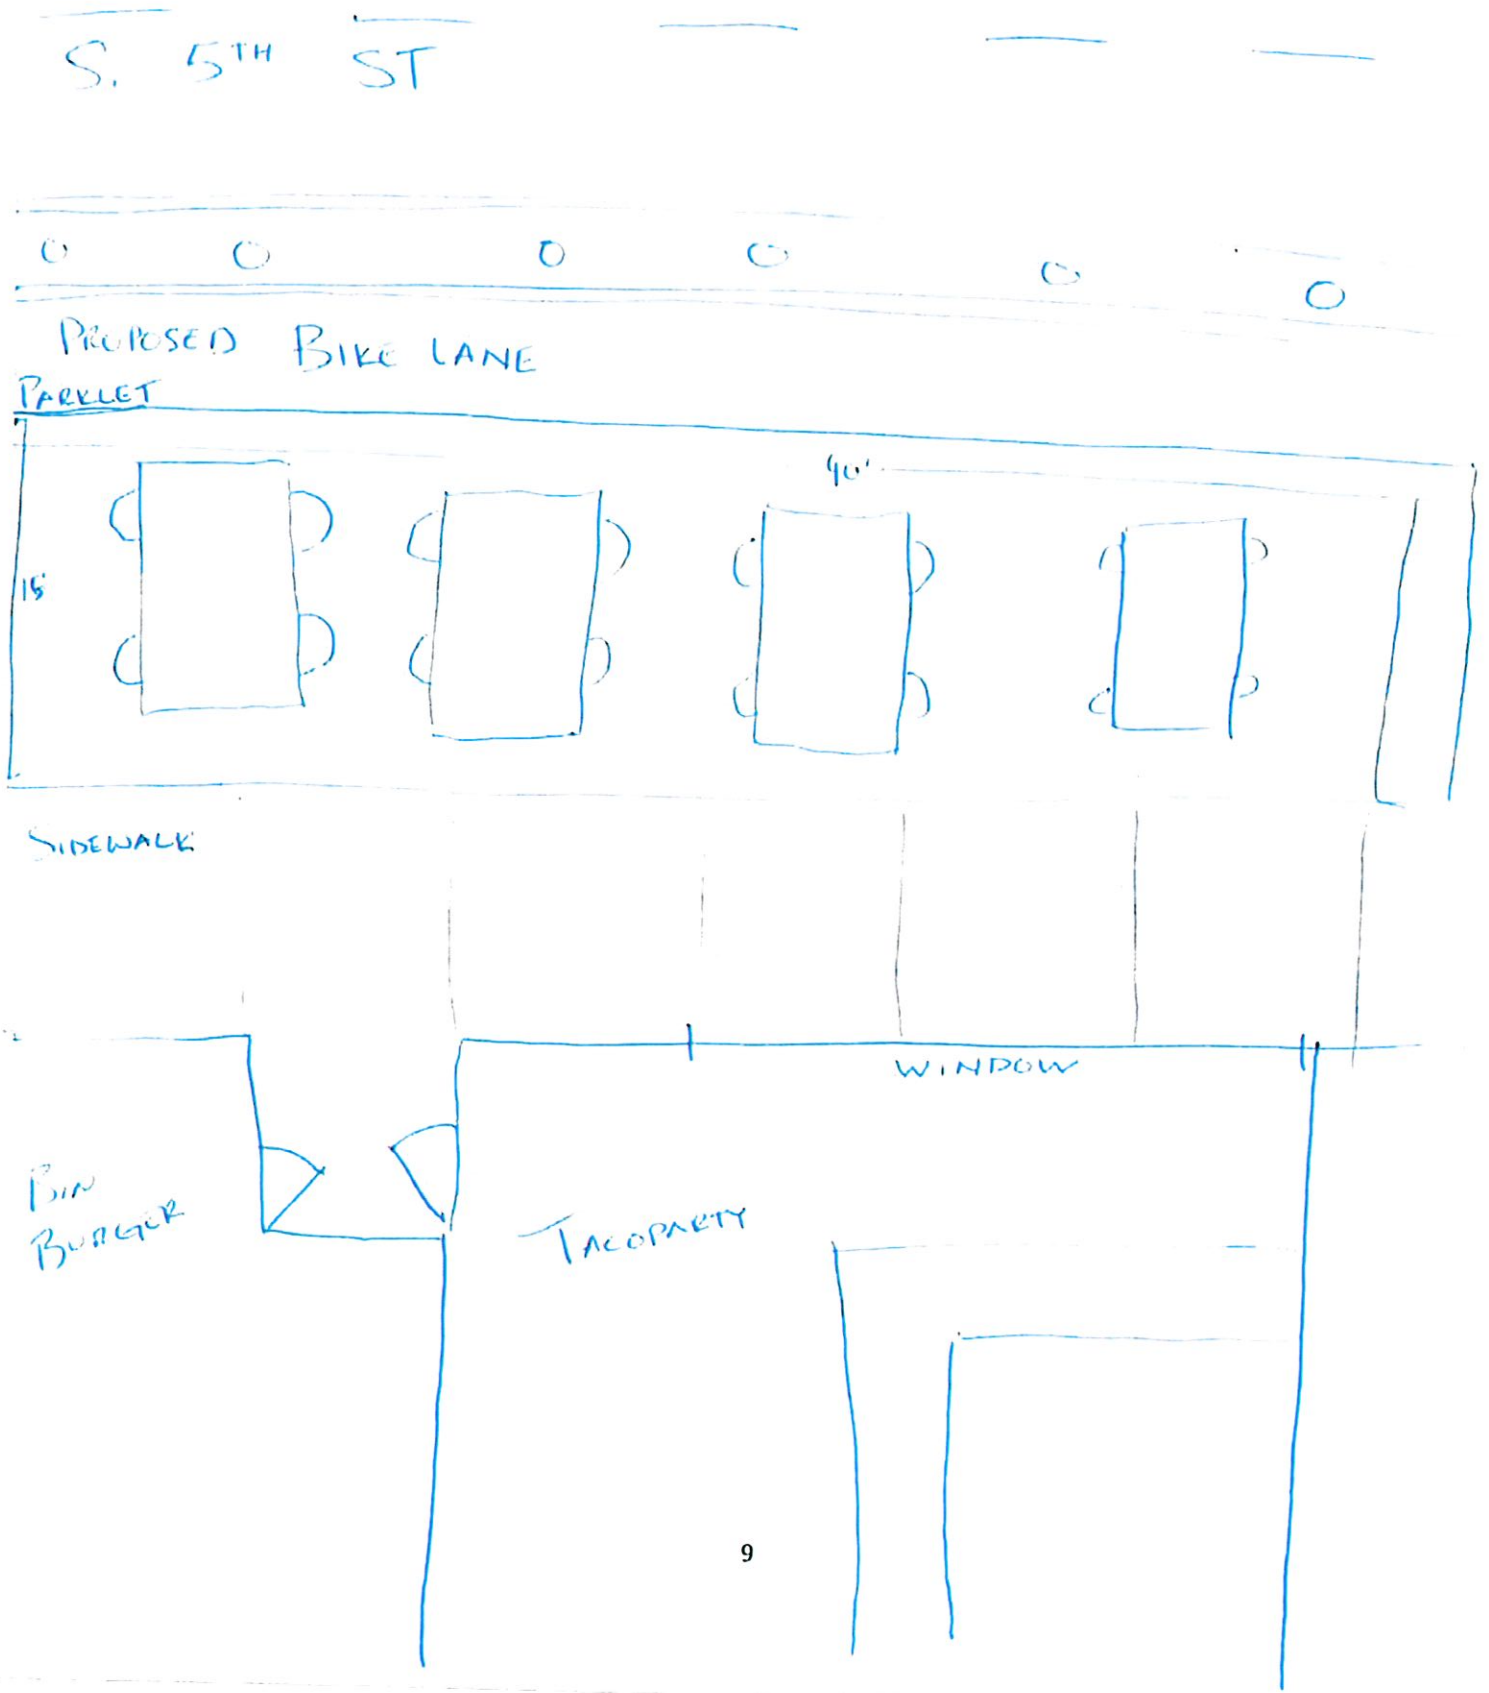 S. 5TH ST
PROPOSED BIKE LANE
PARKLET
40'
15
SIDEWALK
WINDOW
BIN
BURGER
TACOPARTY
9